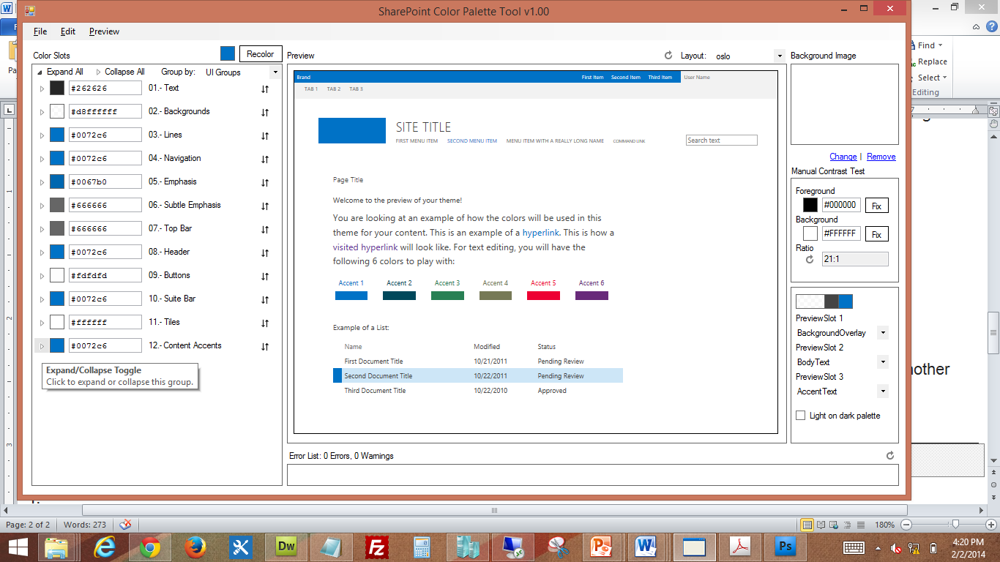 SharePoint Color Palette Tool v1.00
File Edit Preview
Color Slots Recolor
Expand All Collapse All Group by: UI Groups
#262626 01.- Text
#d8ffffff 02.- Backgrounds
#0072c6 03.- Lines
#0072c6 04.- Navigation
#0067b0 05.- Emphasis
#666666 06.- Subtle Emphasis
#666666 07.- Top Bar
#0072c6 08.- Header
#fdfdfd 09.- Buttons
#0072c6 10.- Suite Bar
#ffffff 11.- Tiles
#0072c6 12.- Content Accents
Expand/Collapse Toggle
Click to expand or collapse this group.
Preview Layout: oslo
Brand First Item Second Item Third Item User Name
TAB 1 TAB 2 TAB 3
SITE TITLE
FIRST MENU ITEM SECOND MENU ITEM MENU ITEM WITH A REALLY LONG NAME COMMAND LINK
Search text
Page Title
Welcome to the preview of your theme!
You are looking at an example of how the colors will be used in this
theme for your content. This is an example of a hyperlink. This is how a
visited hyperlink will look like. For text editing, you will have the
following 6 colors to play with:
Accent 1 Accent 2 Accent 3 Accent 4 Accent 5 Accent 6
Example of a List:
Name Modified Status
First Document Title 10/21/2011 Pending Review
Second Document Title 10/22/2011 Pending Review
Third Document Title 10/22/2010 Approved
Error List: 0 Errors, 0 Warnings
Background Image
Change | Remove
Manual Contrast Test
Foreground
#000000 Fix
Background
#FFFFFF Fix
Ratio
21:1
PreviewSlot 1
BackgroundOverlay
PreviewSlot 2
BodyText
PreviewSlot 3
AccentText
Light on dark palette
Find
Replace
Select
Editing
Page: 2 of 2 Words: 273 180%
Dw Fz Ps
4:20 PM
2/2/2014